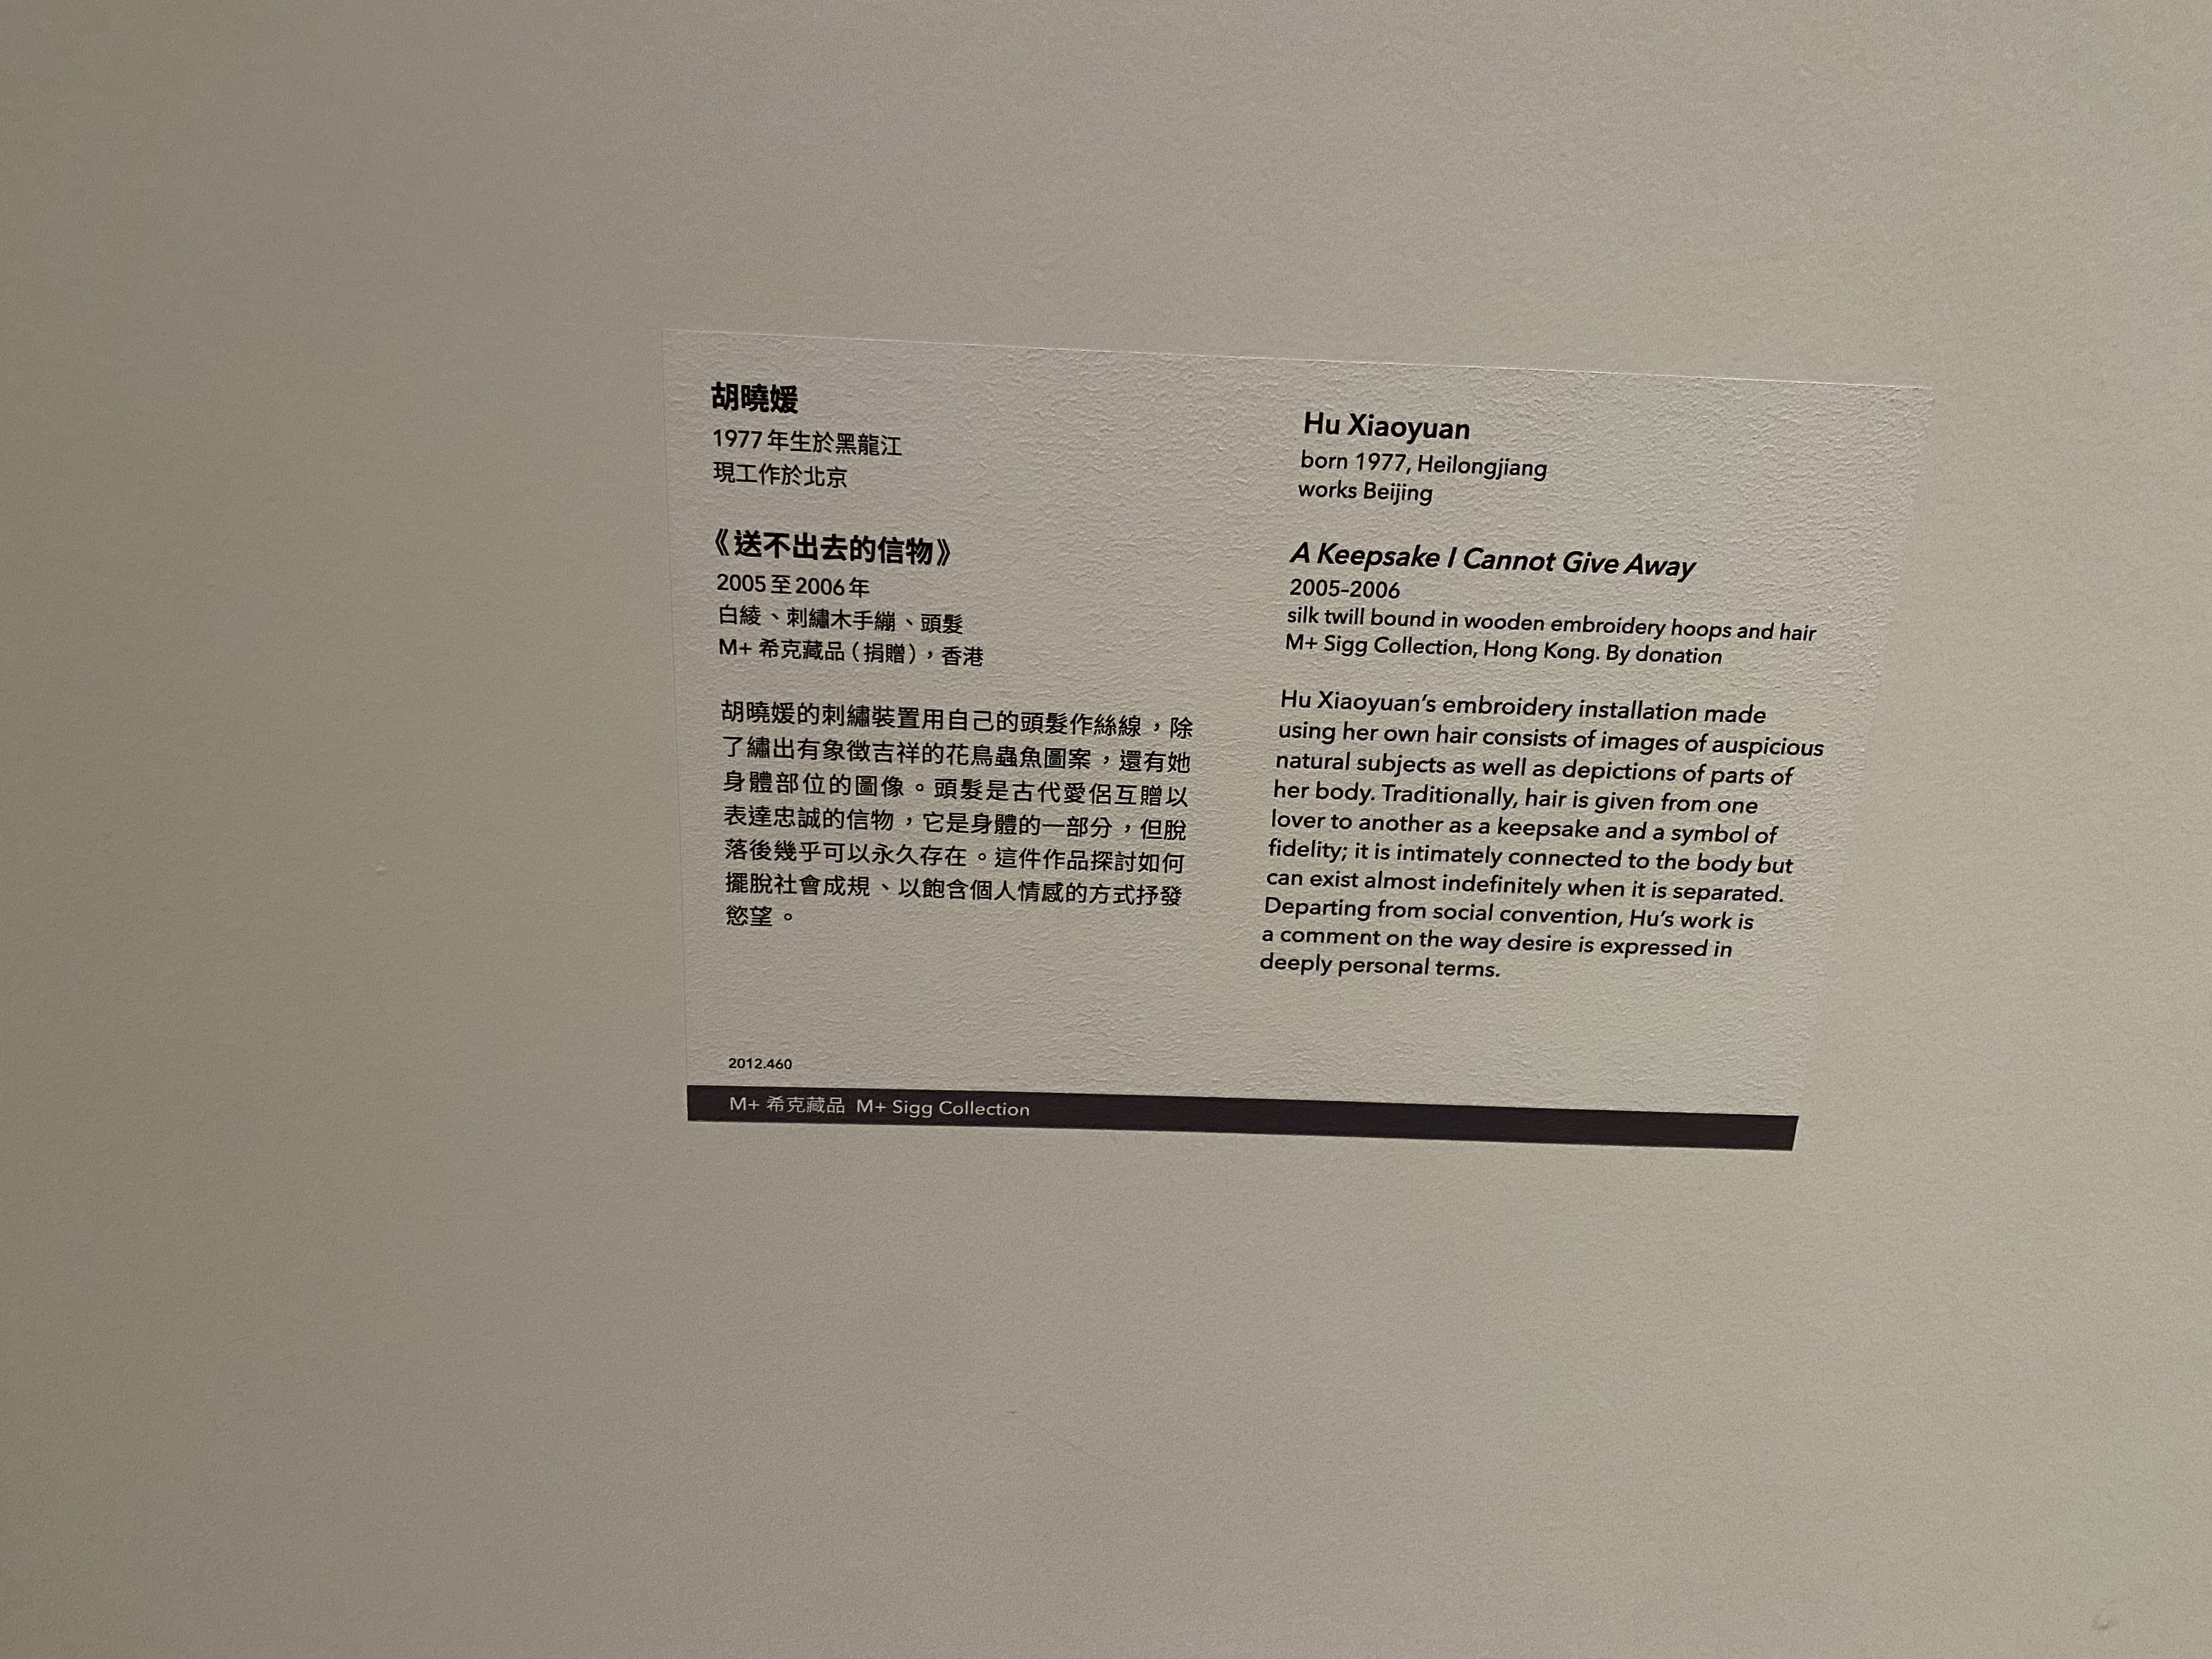 胡曉媛
1977年生於黑龍江
現工作於北京
《送不出去的信物》
2005至2006年
白綾、刺繡木手繃、頭髮
M+ 希克藏品（捐贈），香港
胡曉媛的刺繡裝置用自己的頭髮作絲線，除
了繡出有象徵吉祥的花鳥蟲魚圖案，還有她
身體部位的圖像。頭髮是古代愛侶互贈以
表達忠誠的信物，它是身體的一部分，但脫
落後幾乎可以永久存在。這件作品探討如何
擺脫社會成規、以飽含個人情感的方式抒發
慾望。
2012.460
Hu Xiaoyuan
born 1977, Heilongjiang
works Beijing
A Keepsake I Cannot Give Away
2005–2006
silk twill bound in wooden embroidery hoops and hair
M+ Sigg Collection, Hong Kong. By donation
Hu Xiaoyuan’s embroidery installation made
using her own hair consists of images of auspicious
natural subjects as well as depictions of parts of
her body. Traditionally, hair is given from one
lover to another as a keepsake and a symbol of
fidelity; it is intimately connected to the body but
can exist almost indefinitely when it is separated.
Departing from social convention, Hu’s work is
a comment on the way desire is expressed in
deeply personal terms.
M+ 希克藏品 M+ Sigg Collection